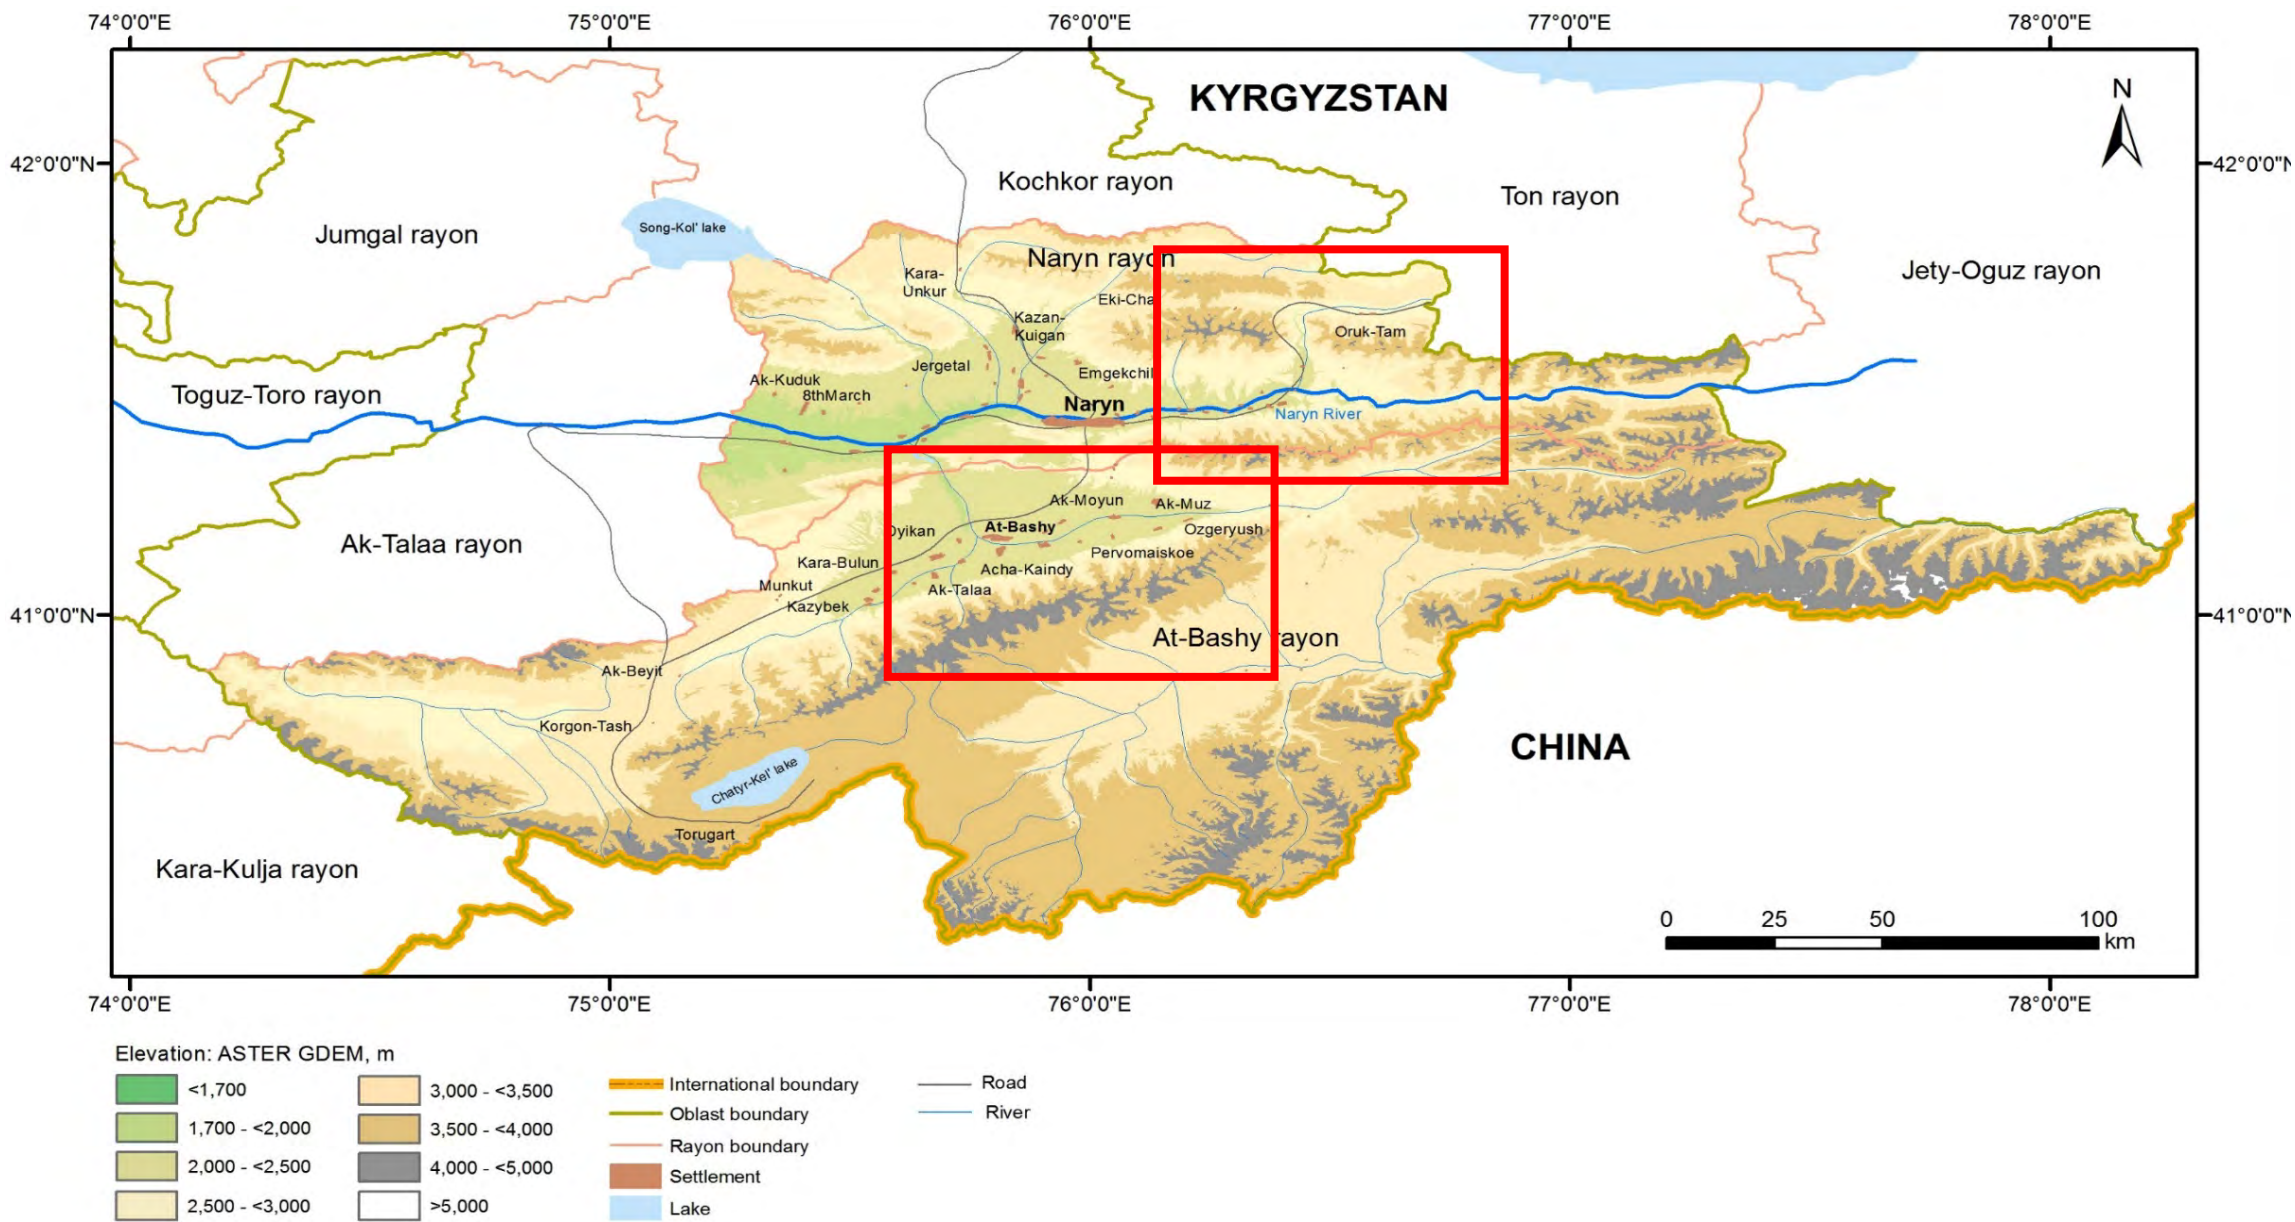 74°0'0"E 75°0'0"E 76°0'0"E 77°0'0"E 78°0'0"E
KYRGYZSTAN
N
42°0'0"N 42°0'0"N
Kochkor rayon
Ton rayon
Jumgal rayon
Song-Kol' lake
Naryn rayon
Jety-Oguz rayon
Kara-
Unkur
Eki-Cha
Kazan-
Kuigan
Oruk-Tam
Jergetal
Emgekchil
Ak-Kuduk
8thMarch
Toguz-Toro rayon
Naryn
Naryn River
Ak-Moyun
Ak-Muz
Oyikan
At-Bashy
Ozgeryush
Ak-Talaa rayon
Pervomaiskoe
Kara-Bulun
Acha-Kaindy
Munkut
Ak-Talaa
Kazybek
41°0'0"N 41°0'0"N
At-Bashy rayon
Ak-Beyit
Korgon-Tash
CHINA
Chatyr-Kel' lake
Torugart
Kara-Kulja rayon
0 25 50 100
km
74°0'0"E 75°0'0"E 76°0'0"E 77°0'0"E 78°0'0"E
Elevation: ASTER GDEM, m
<1,700
1,700 - <2,000
2,000 - <2,500
2,500 - <3,000
3,000 - <3,500
3,500 - <4,000
4,000 - <5,000
>5,000
International boundary
Oblast boundary
Rayon boundary
Settlement
Lake
Road
River